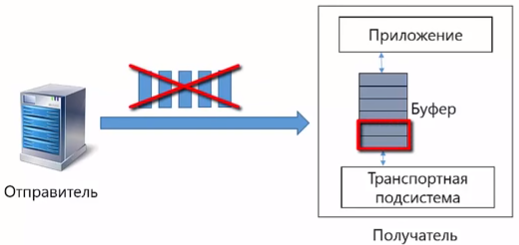 Приложение
Буфер
Отправитель
Транспортная
подсистема
Получатель